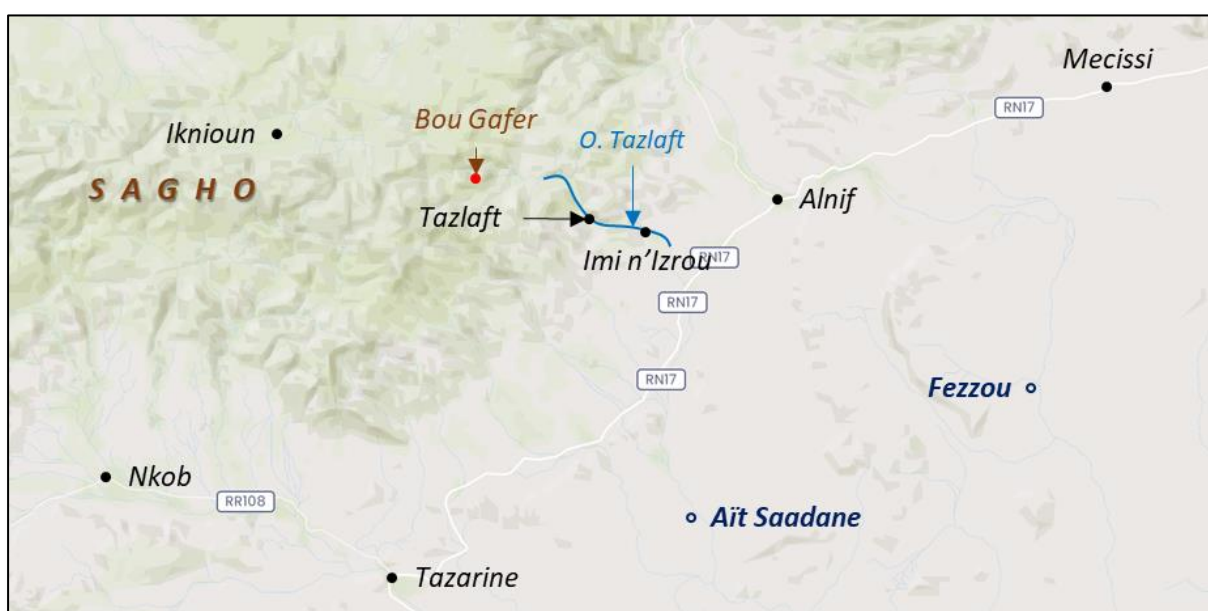 Mecissi
RN17
Bou Gafer
Iknioun
O. Tazlaft
SAGHO
Alnif
Tazlaft
Imi n'Izrou
RN17
RN17
RN17
Fezzou
Nkob
RR108
Aït Saadane
Tazarine